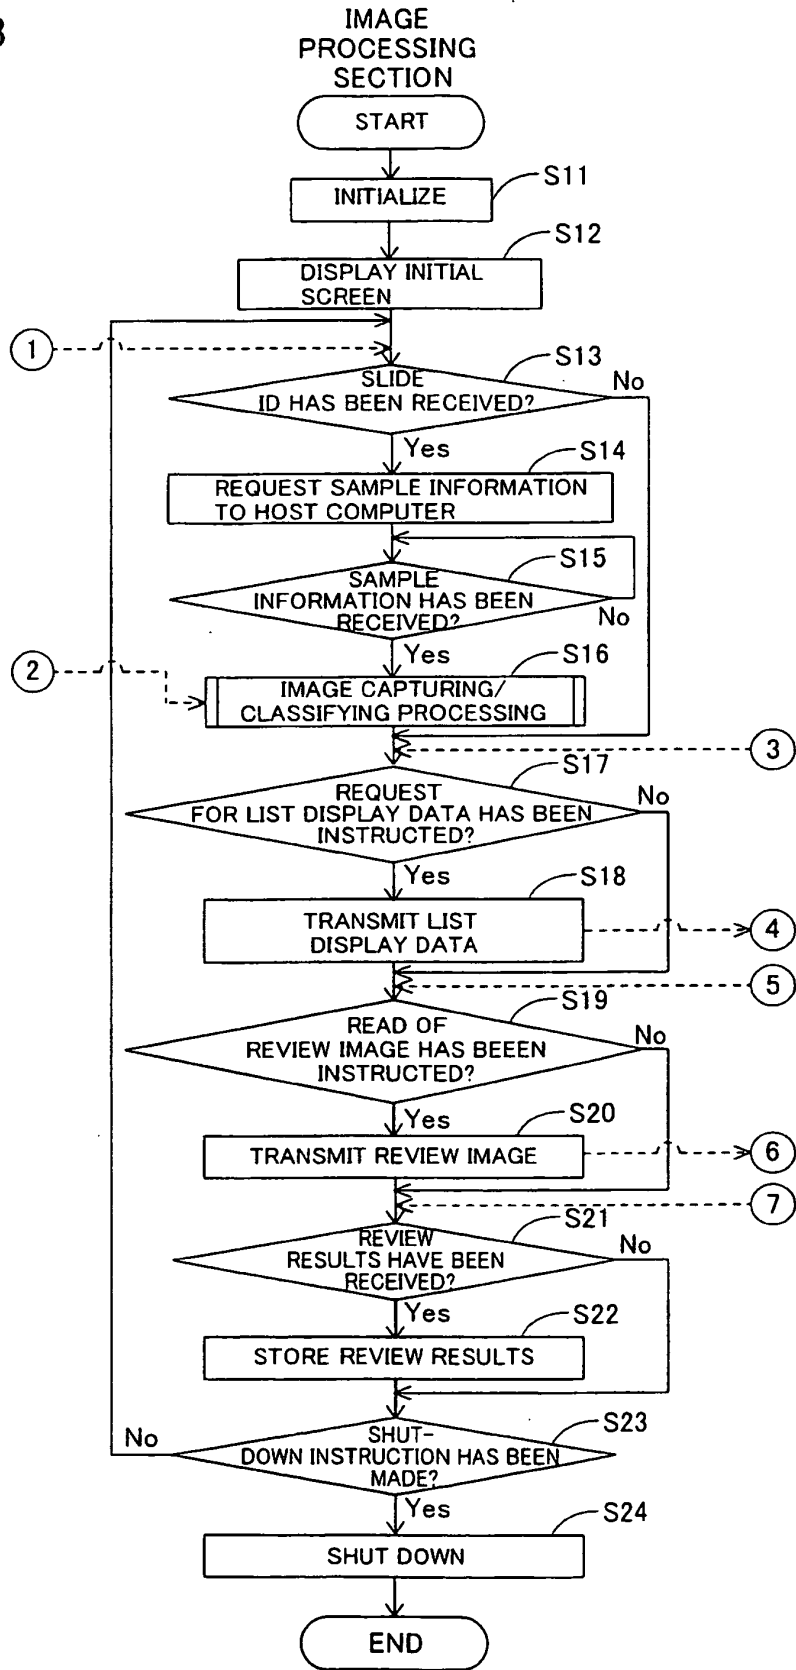 IMAGE
PROCESSING
SECTION
START
S11
INITIALIZE
S12
DISPLAY INITIAL
SCREEN
1
S13
SLIDE
ID HAS BEEN RECEIVED?
No
Yes
S14
REQUEST SAMPLE INFORMATION
TO HOST COMPUTER
S15
SAMPLE
INFORMATION HAS BEEN
RECEIVED?
No
Yes
2
S16
IMAGE CAPTURING/
CLASSIFYING PROCESSING
3
S17
REQUEST
FOR LIST DISPLAY DATA HAS BEEN
INSTRUCTED?
No
Yes
S18
TRANSMIT LIST
DISPLAY DATA
4
5
S19
READ OF
REVIEW IMAGE HAS BEEEN
INSTRUCTED?
No
Yes
S20
TRANSMIT REVIEW IMAGE
6
7
S21
REVIEW
RESULTS HAVE BEEN
RECEIVED?
No
Yes
S22
STORE REVIEW RESULTS
S23
SHUT-
DOWN INSTRUCTION HAS BEEN
MADE?
No
Yes
S24
SHUT DOWN
END